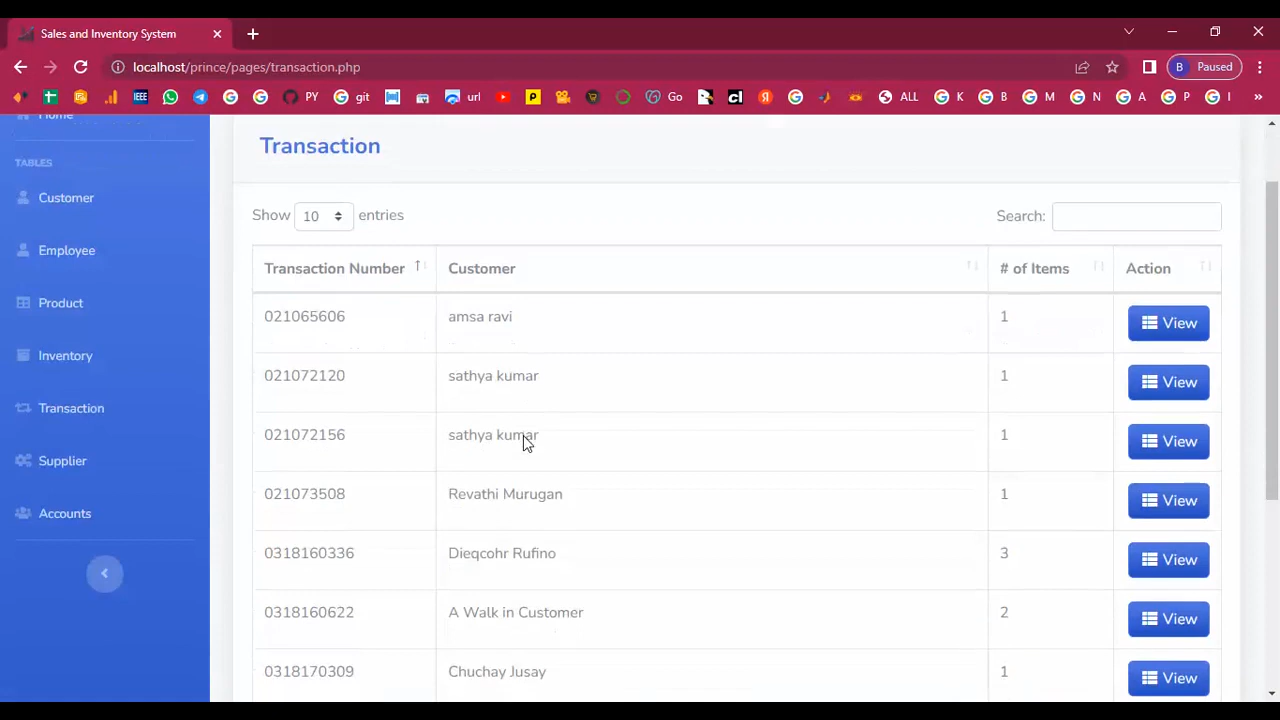 Sales and Inventory System
localhost/prince/pages/transaction.php
B Paused
IEEE PY git url Go ALL K B M N A P I »
Home
TABLES
Customer
Employee
Product
Inventory
Transaction
Supplier
Accounts
Transaction
Show 10 entries
Search:
Transaction Number Customer # of Items Action
021065606 amsa ravi 1 View
021072120 sathya kumar 1 View
021072156 sathya kumar 1 View
021073508 Revathi Murugan 1 View
0318160336 Dieqcohr Rufino 3 View
0318160622 A Walk in Customer 2 View
0318170309 Chuchay Jusay 1 View